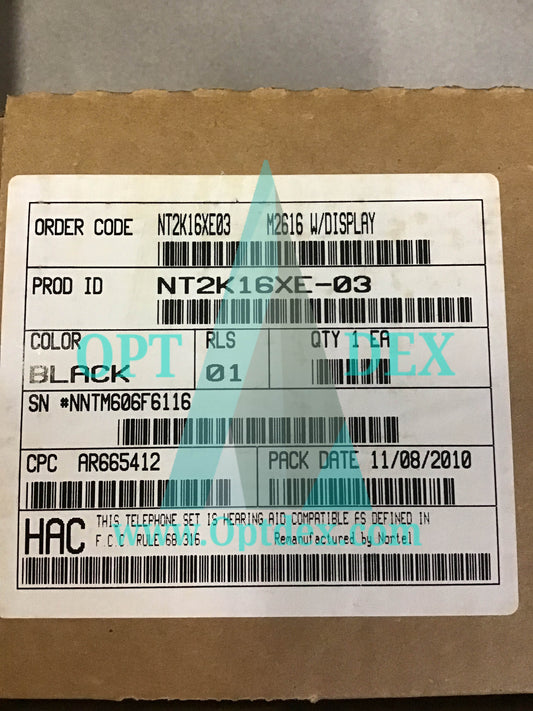 ORDER CODE NT2K16XE03 M2616 W/DISPLAY
PROD ID NT2K16XE-03
COLOR RLS QTY 1 EA
BLACK 01
OPT DEX
SN #NNTM606F6116
CPC AR665412 PACK DATE 11/08/2010
HAC THIS TELEPHONE SET IS HEARING AID COMPATIBLE AS DEFINED IN
F.C.C. RULE 68.316. Remanufactured by Nortel
www.Optdex.com